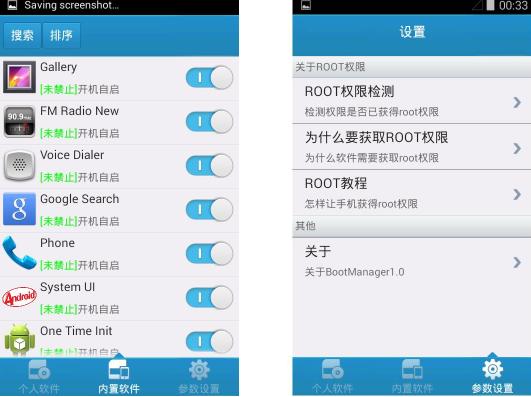 Saving screenshot...
搜索
排序
Gallery
[未禁止]开机自启
FM Radio New
[未禁止]开机自启
Voice Dialer
[未禁止]开机自启
Google Search
[未禁止]开机自启
Phone
[未禁止]开机自启
System UI
[未禁止]开机自启
One Time Init
[未禁止]开机自启
个人软件
内置软件
参数设置
90.9
Android
00:33
设置
关于ROOT权限
ROOT权限检测
检测权限是否已获得root权限
为什么要获取ROOT权限
为什么软件需要获取root权限
ROOT教程
怎样让手机获得root权限
其他
关于
关于BootManager1.0
个人软件
内置软件
参数设置